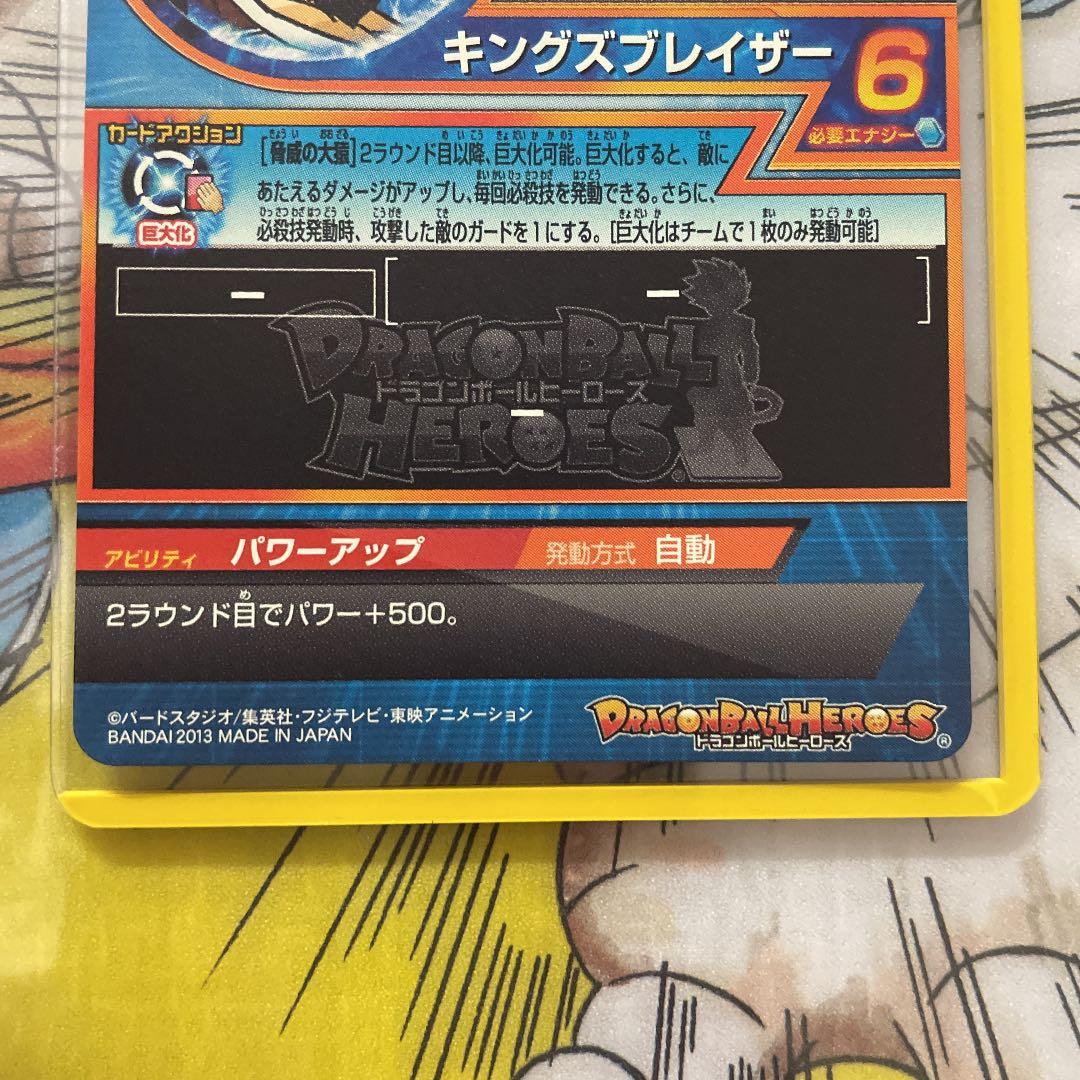 キングズブレイザー
6
必要エナジー
カードアクション
巨大化
[脅威の大猿]2ラウンド目以降、巨大化可能。巨大化すると、敵に
あたえるダメージがアップし、毎回必殺技を発動できる。さらに、
必殺技発動時、攻撃した敵のガードを1にする。[巨大化はチームで1枚のみ発動可能]
DRAGONBALL
ドラゴンボールヒーローズ
HEROES
アビリティ パワーアップ 発動方式 自動
2ラウンド目でパワー+500。
©バードスタジオ/集英社・フジテレビ・東映アニメーション
BANDAI 2013 MADE IN JAPAN
DRAGONBALL HEROES
ドラゴンボールヒーローズ